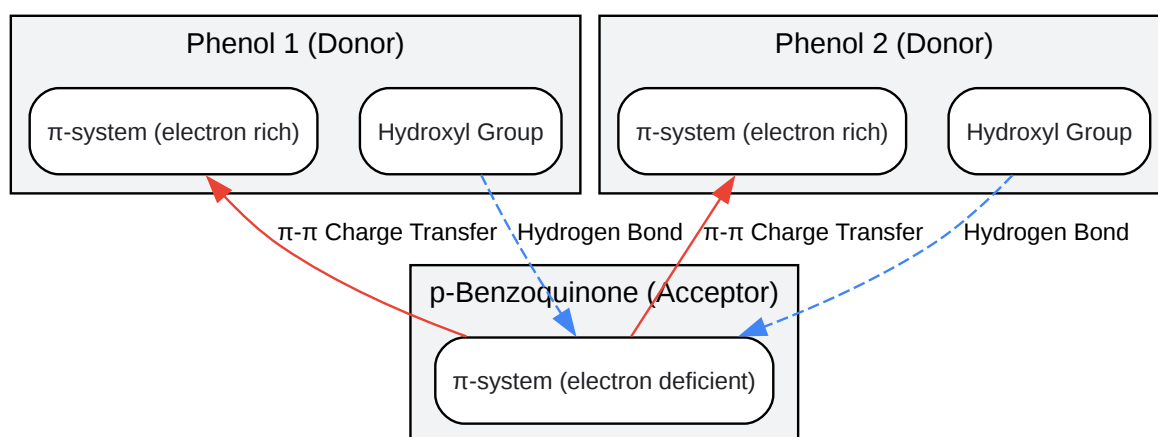 Phenol 1 (Donor)
Phenol 2 (Donor)
π-system (electron rich)
Hydroxyl Group
π-system (electron rich)
Hydroxyl Group
π-π Charge Transfer
Hydrogen Bond
π-π Charge Transfer
Hydrogen Bond
p-Benzoquinone (Acceptor)
π-system (electron deficient)